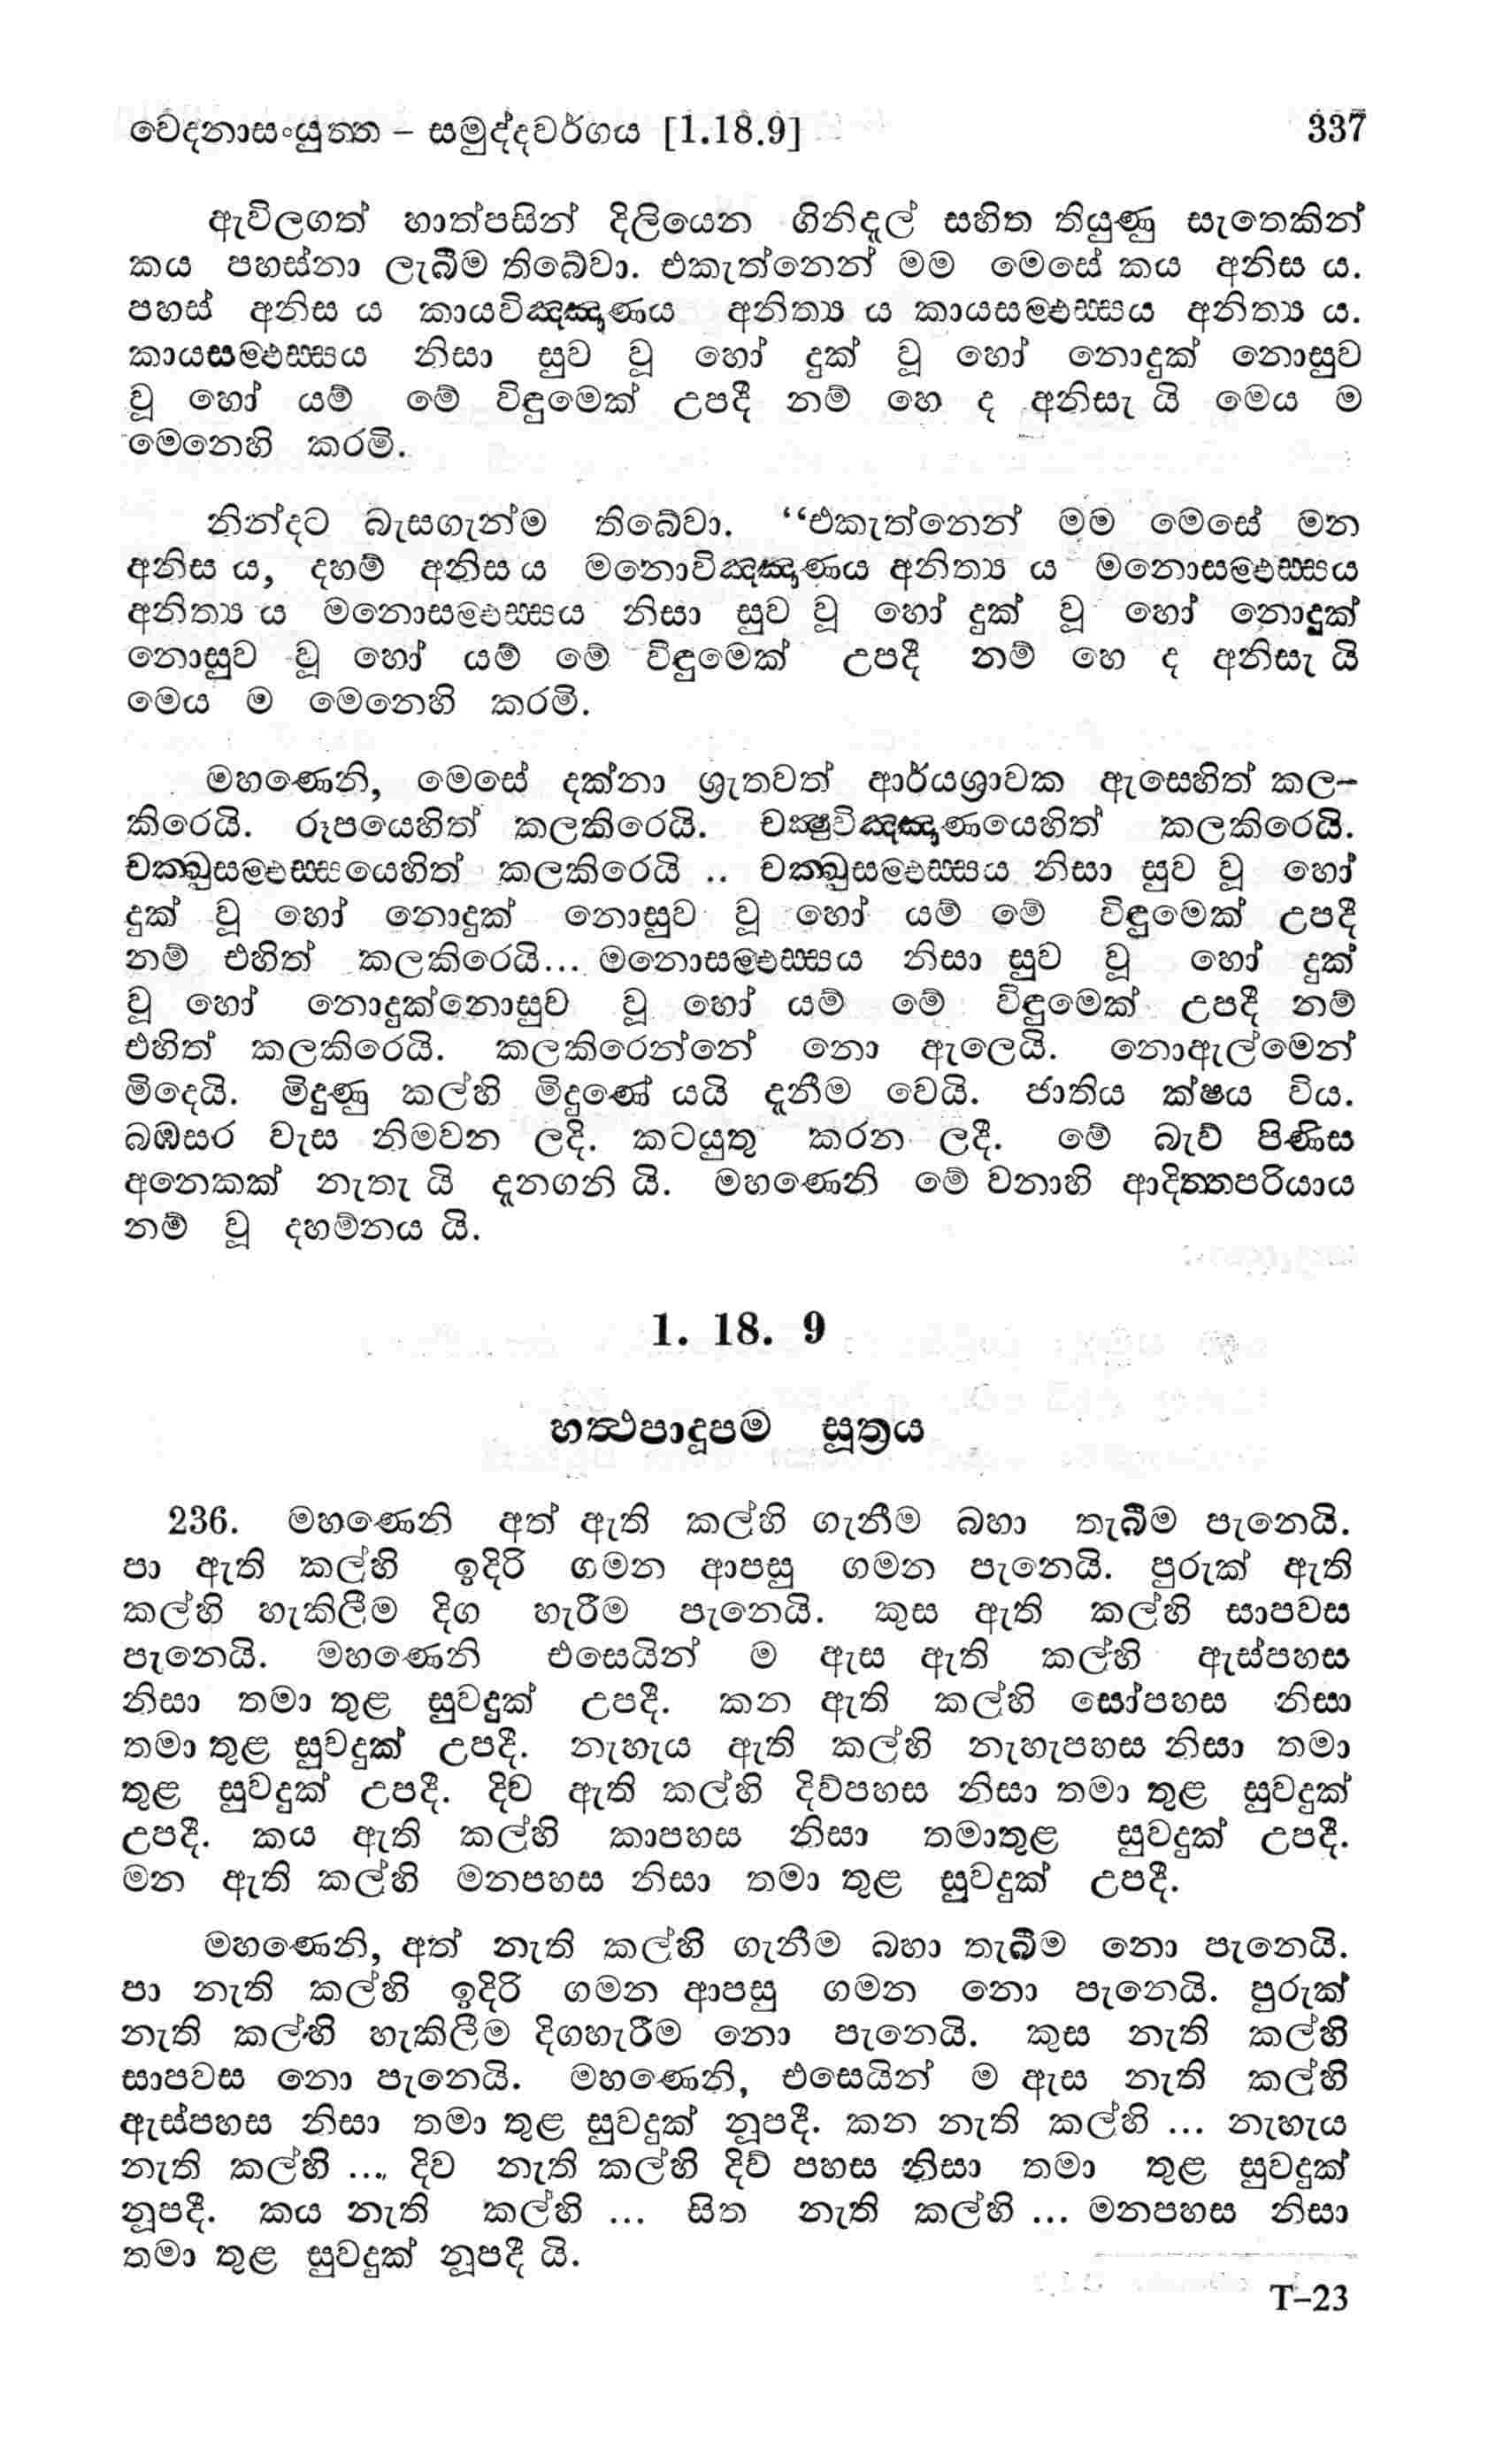 වෙදනාසංයුත්ත – සමුද්දවර්ගය [1.18.9] 337
ඇවිලගත් හාත්පසින් දිලියෙන ගිනිදැල් සහිත තියුණු සැතෙකින්
කය පහස්නා ලැබීම තිබේවා. එකැත්නෙන් මම මෙසේ කය අනිස ය.
පහස් අනිස ය කායවිඤ්ඤාණය අනිත්‍ය ය කායසම්ඵස්සය අනිත්‍ය ය.
කායසම්ඵස්සය නිසා සුව වූ හෝ දුක් වූ හෝ නොදුක් නොසුව
වූ හෝ යම් මේ විඳුමෙක් උපදී නම් හෙ ද අනිසැ යි මෙය ම
මෙනෙහි කරමි.
නින්දට බැසගැන්ම තිබේවා. “එකැත්නෙන් මම මෙසේ මන
අනිස ය, දහම් අනිස ය මනොවිඤ්ඤාණය අනිත්‍ය ය මනොසම්ඵස්සය
අනිත්‍ය ය මනොසම්ඵස්සය නිසා සුව වූ හෝ දුක් වූ හෝ නොදුක්
නොසුව වූ හෝ යම් මේ විඳුමෙක් උපදී නම් හෙ ද අනිසැ යි
මෙය ම මෙනෙහි කරමි.
මහණෙනි, මෙසේ දක්නා ශ්‍රැතවත් ආර්යශ්‍රාවක ඇසෙහිත් කල-
කිරෙයි. රූපයෙහිත් කලකිරෙයි. චක්‍ෂුවිඤ්ඤාණයෙහිත් කලකිරෙයි.
චක්ඛුසම්ඵස්සයෙහිත් කලකිරෙයි .. චක්ඛුසම්ඵස්සය නිසා සුව වූ හෝ
දුක් වූ හෝ නොදුක් නොසුව වූ හෝ යම් මේ විඳුමෙක් උපදී
නම් එහිත් කලකිරෙයි... මනොසම්ඵස්සය නිසා සුව වූ හෝ දුක්
වූ හෝ නොදුක්නොසුව වූ හෝ යම් මේ විඳුමෙක් උපදී නම්
එහිත් කලකිරෙයි. කලකිරෙන්නේ නො ඇලෙයි. නොඇල්මෙන්
මිදෙයි. මිදුණු කල්හි මිදුණේ යයි දැනීම වෙයි. ජාතිය ක්ෂය විය.
බඹසර වැස නිමවන ලදි. කටයුතු කරන ලදී. මේ බැව් පිණිස
අනෙකක් නැතැ යි දැනගනි යි. මහණෙනි මේ වනාහි ආදිත්තපරියාය
නම් වූ දහම්නය යි.
1. 18. 9
හත්ථපාදූපම සූත්‍රය
236. මහණෙනි අත් ඇති කල්හි ගැනීම බහා තැබීම පැනෙයි.
පා ඇති කල්හි ඉදිරි ගමන ආපසු ගමන පැනෙයි. පුරුක් ඇති
කල්හි හැකිලීම දිග හැරීම පැනෙයි. කුස ඇති කල්හි සාපවස
පැනෙයි. මහණෙනි එසෙයින් ම ඇස ඇති කල්හි ඇස්පහස
නිසා තමා තුළ සුවදුක් උපදී. කන ඇති කල්හි සෝපහස නිසා
තමා තුළ සුවදුක් උපදී. නැහැය ඇති කල්හි නැහැපහස නිසා තමා
තුළ සුවදුක් උපදී. දිව ඇති කල්හි දිව්පහස නිසා තමා තුළ සුවදුක්
උපදී. කය ඇති කල්හි කාපහස නිසා තමාතුළ සුවදුක් උපදී.
මන ඇති කල්හි මනපහස නිසා තමා තුළ සුවදුක් උපදී.
මහණෙනි, අත් නැති කල්හි ගැනීම බහා තැබීම නො පැනෙයි.
පා නැති කල්හි ඉදිරි ගමන ආපසු ගමන නො පැනෙයි. පුරුක්
නැති කල්හි හැකිලීම දිගහැරීම නො පැනෙයි. කුස නැති කල්හි
සාපවස නො පැනෙයි. මහණෙනි, එසෙයින් ම ඇස නැති කල්හි
ඇස්පහස නිසා තමා තුළ සුවදුක් නූපදී. කන නැති කල්හි ... නැහැය
නැති කල්හි .... දිව නැති කල්හි දිව් පහස නිසා තමා තුළ සුවදුක්
නූපදී. කය නැති කල්හි ... සිත නැති කල්හි ... මනපහස නිසා
තමා තුළ සුවදුක් නූපදී යි.
T–23